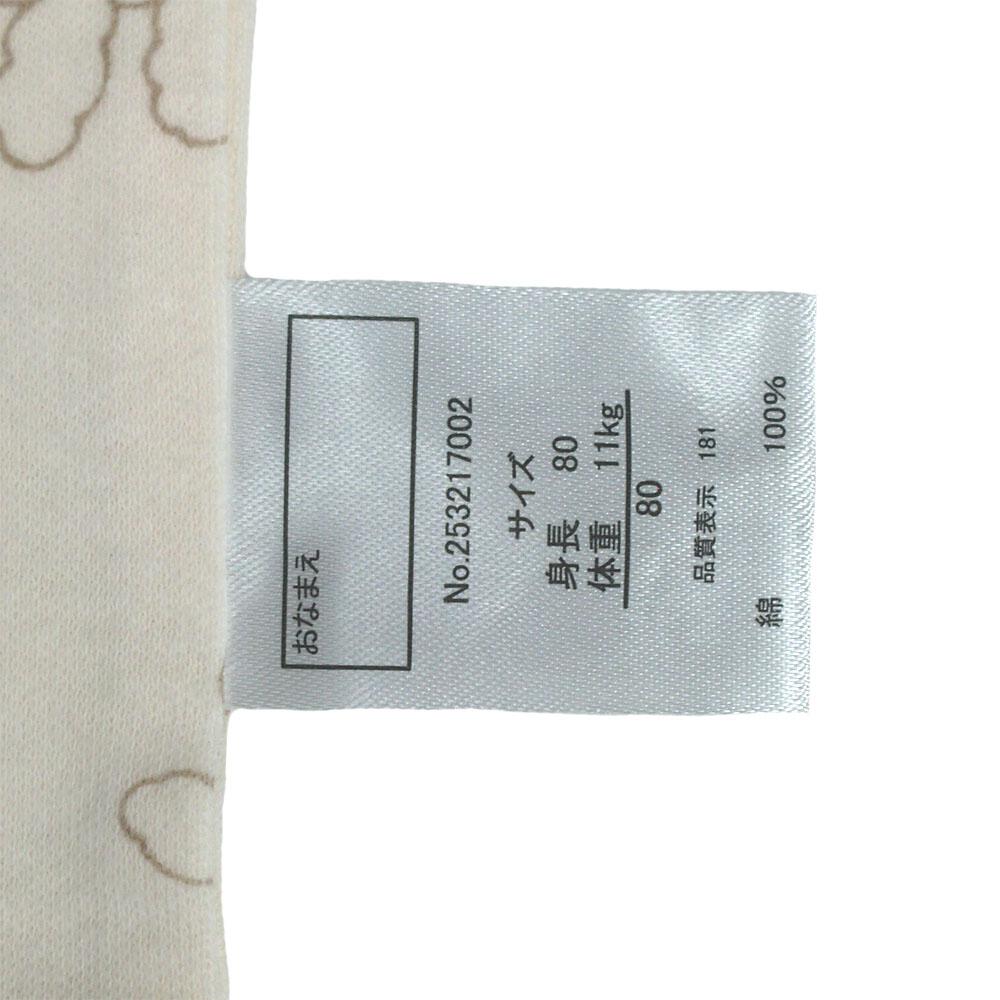 おなまえ
No.253217002
サイズ
身長 80
体重 11kg
80
品質表示 181
綿 100%